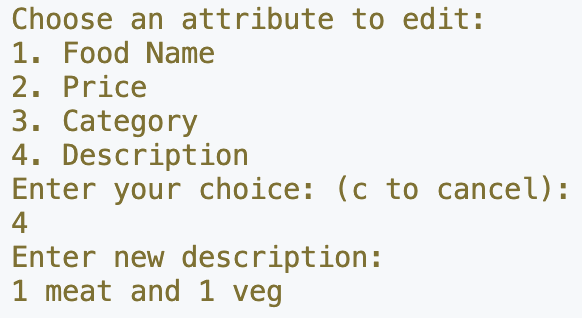 Choose an attribute to edit:
1. Food Name
2. Price
3. Category
4. Description
Enter your choice: (c to cancel):
4
Enter new description:
1 meat and 1 veg